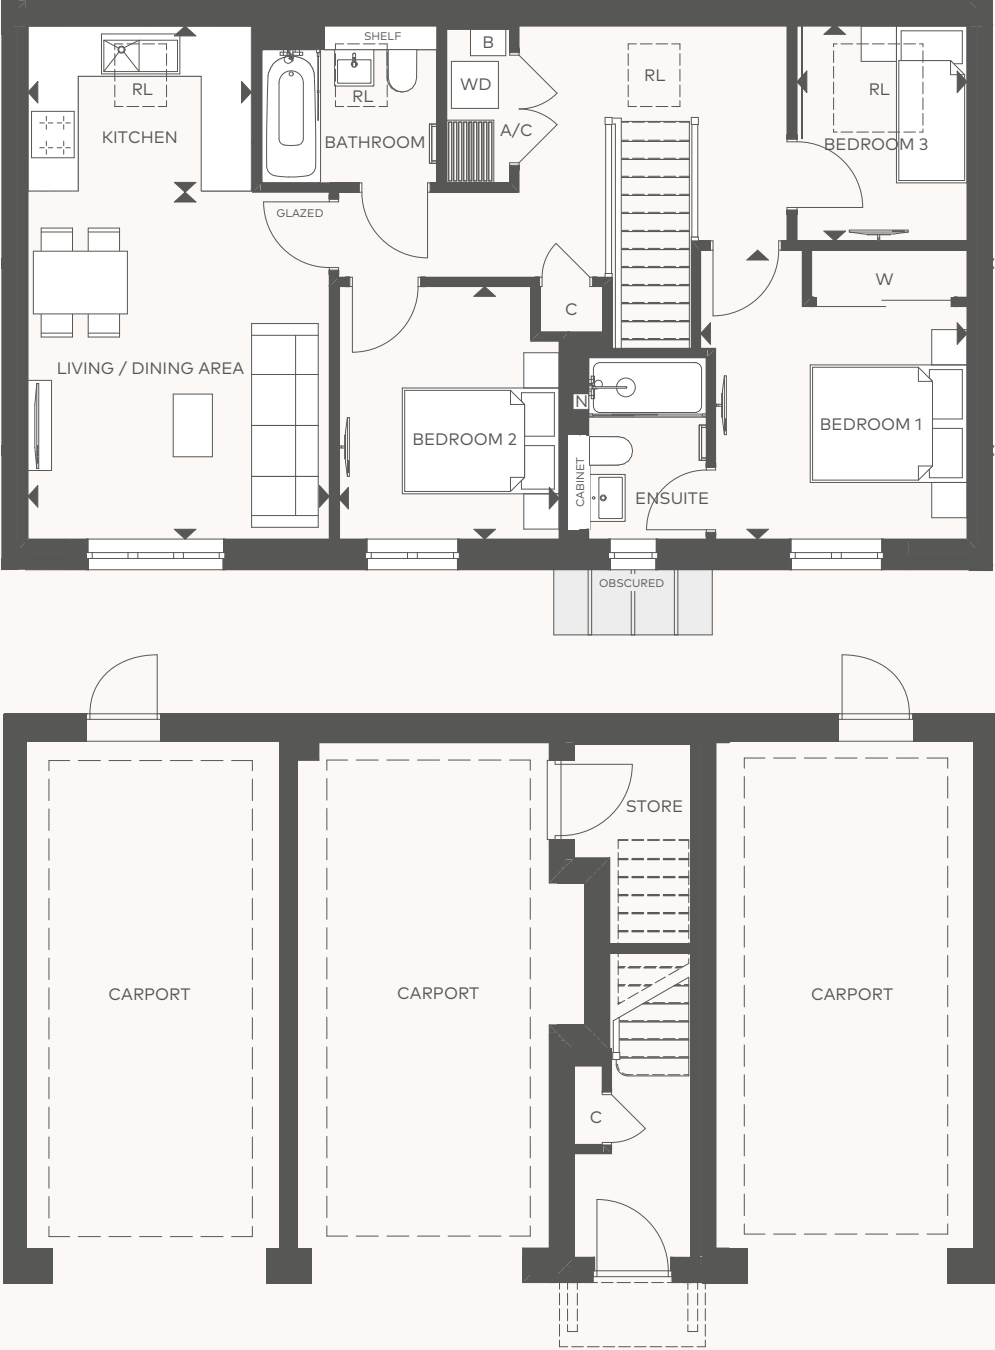 SHELF
B
WD
RL
RL
RL
RL
A/C
KITCHEN
BATHROOM
BEDROOM 3
GLAZED
W
C
LIVING / DINING AREA
N
BEDROOM 2
BEDROOM 1
CABINET
ENSUITE
OBSCURED
STORE
CARPORT
CARPORT
CARPORT
C